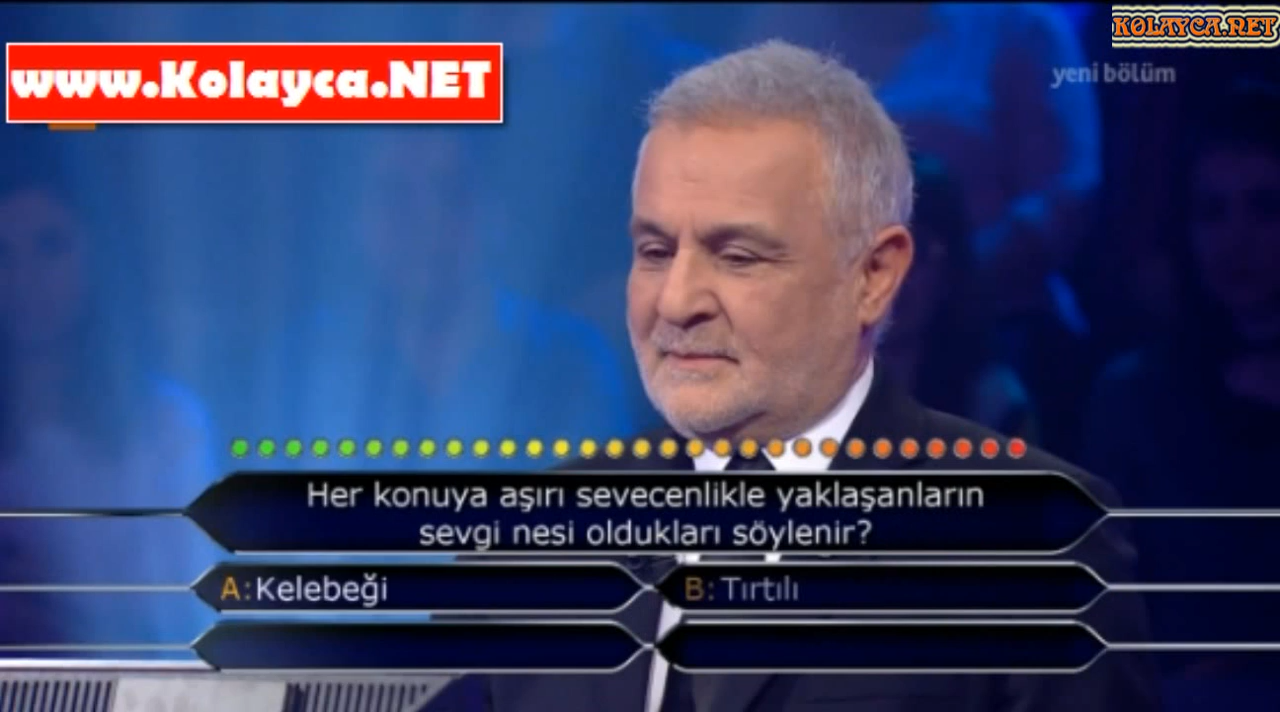 KOLAYCA.NET
www.Kolayca.NET
yeni bölüm
Her konuya aşırı sevecenlikle yaklaşanların
sevgi nesi oldukları söylenir?
A: Kelebeği
B: Tırtılı